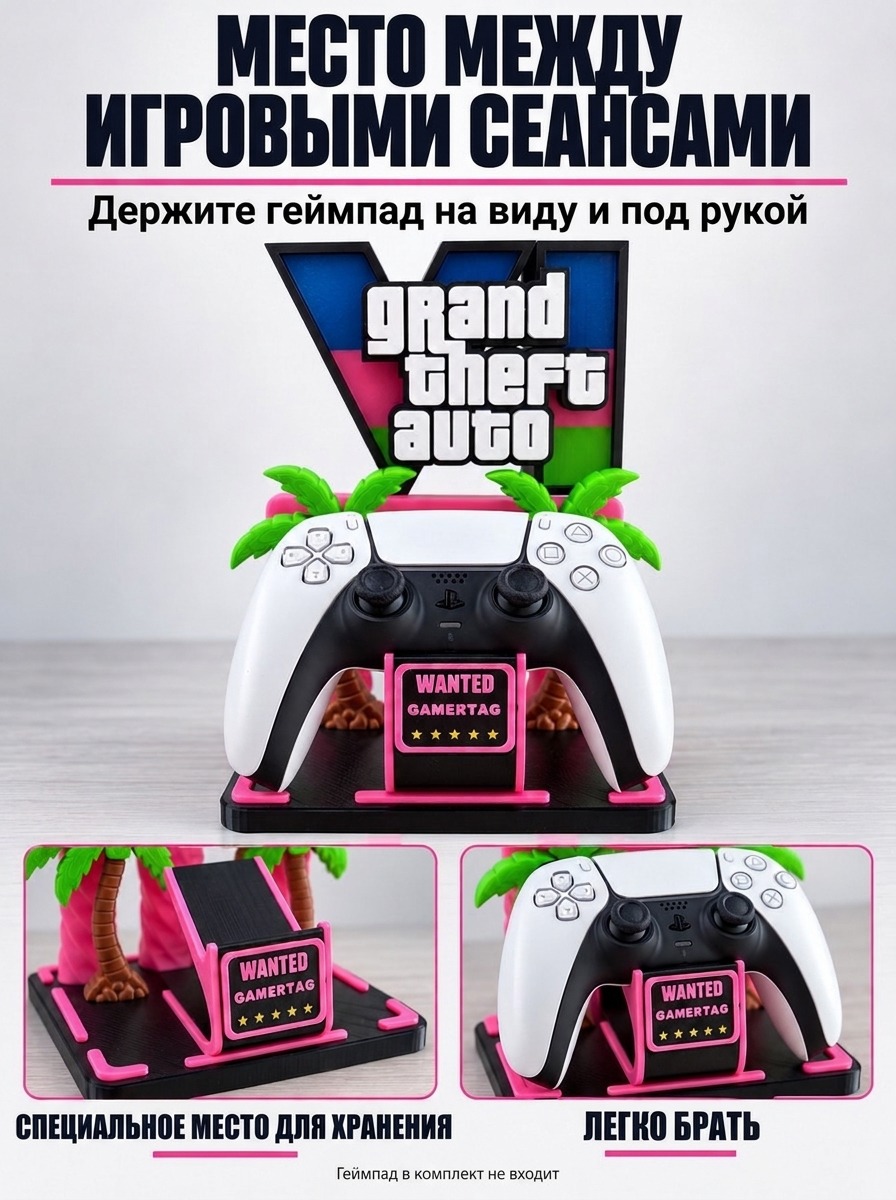 МЕСТО МЕЖДУ
ИГРОВЫМИ СЕАНСАМИ
Держите геймпад на виду и под рукой
VI
grand
theft
auto
WANTED
GAMERTAG
WANTED
GAMERTAG
WANTED
GAMERTAG
СПЕЦИАЛЬНОЕ МЕСТО ДЛЯ ХРАНЕНИЯ
ЛЕГКО БРАТЬ
Геймпад в комплект не входит